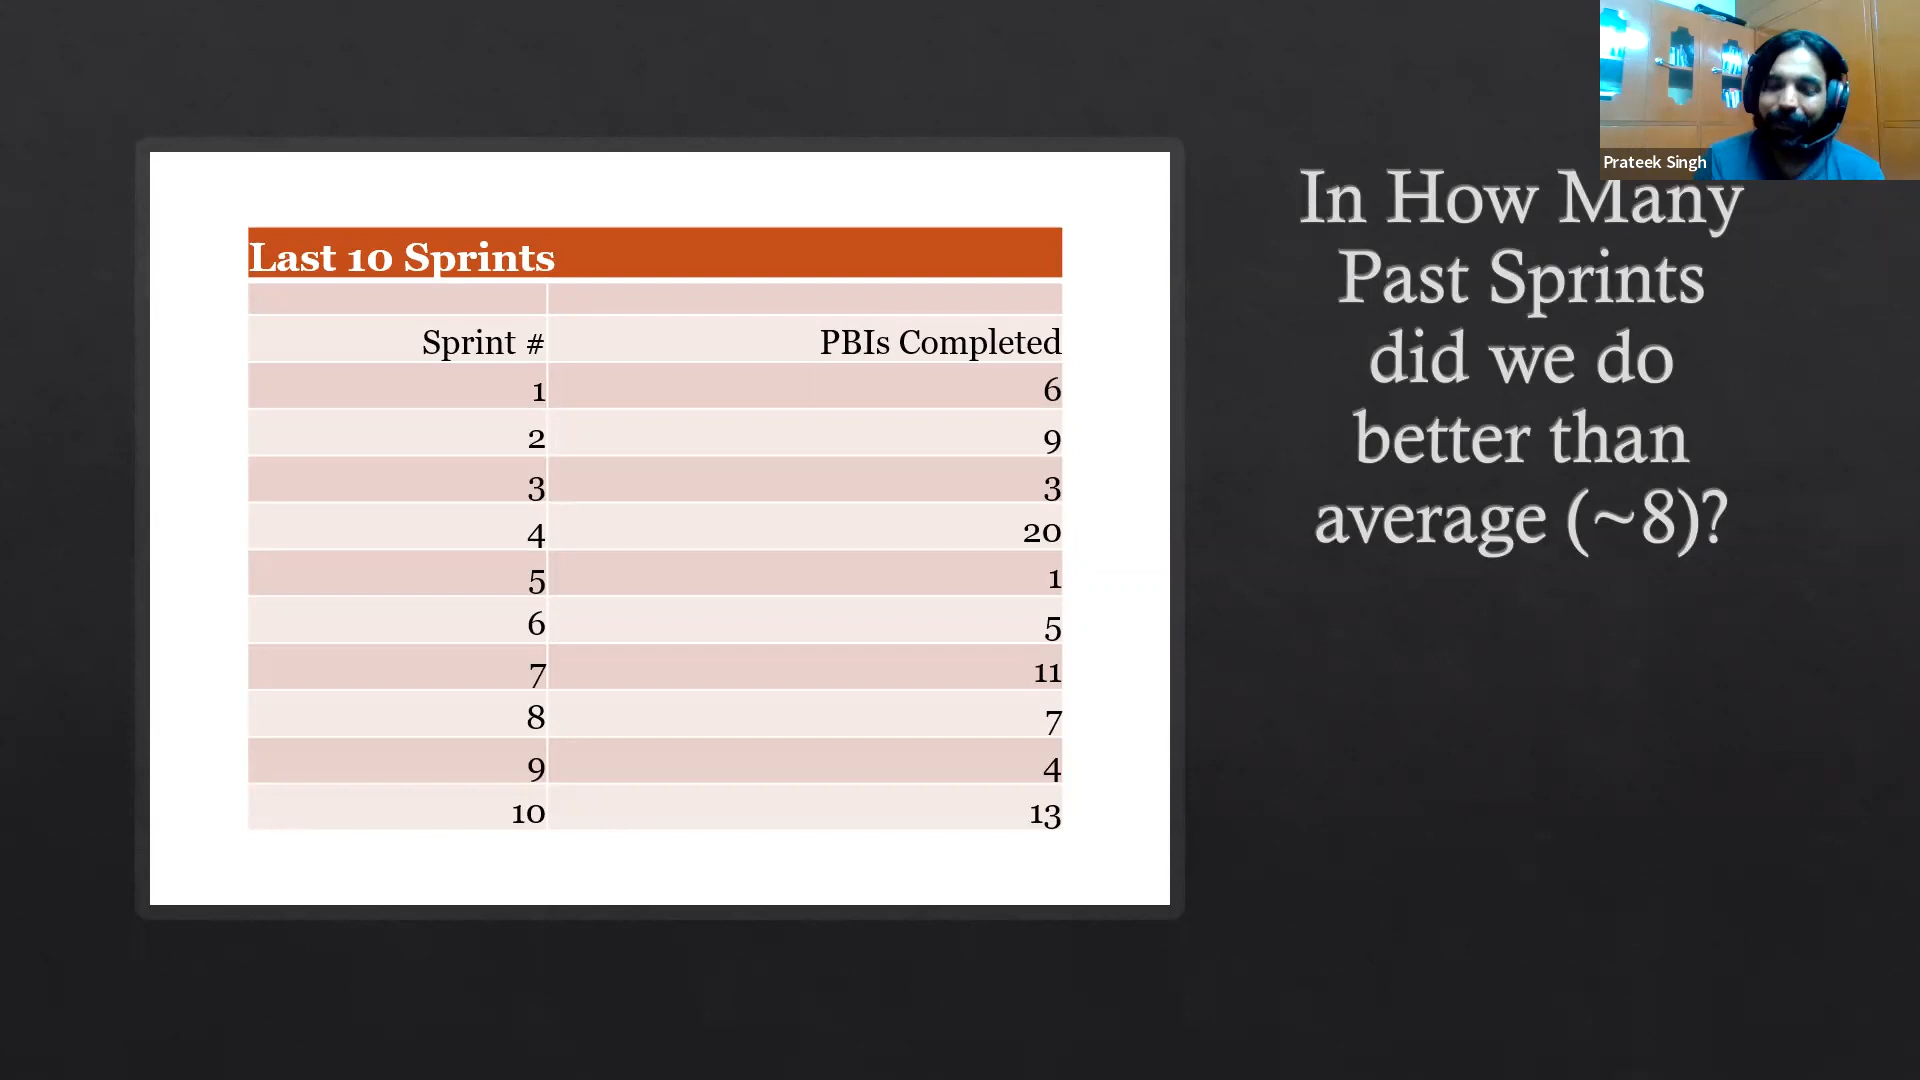 Prateek Singh
In How Many
Past Sprints
did we do
better than
average (~8)?
Last 10 Sprints
Sprint # PBIs Completed
1 6
2 9
3 3
4 20
5 1
6 5
7 11
8 7
9 4
10 13